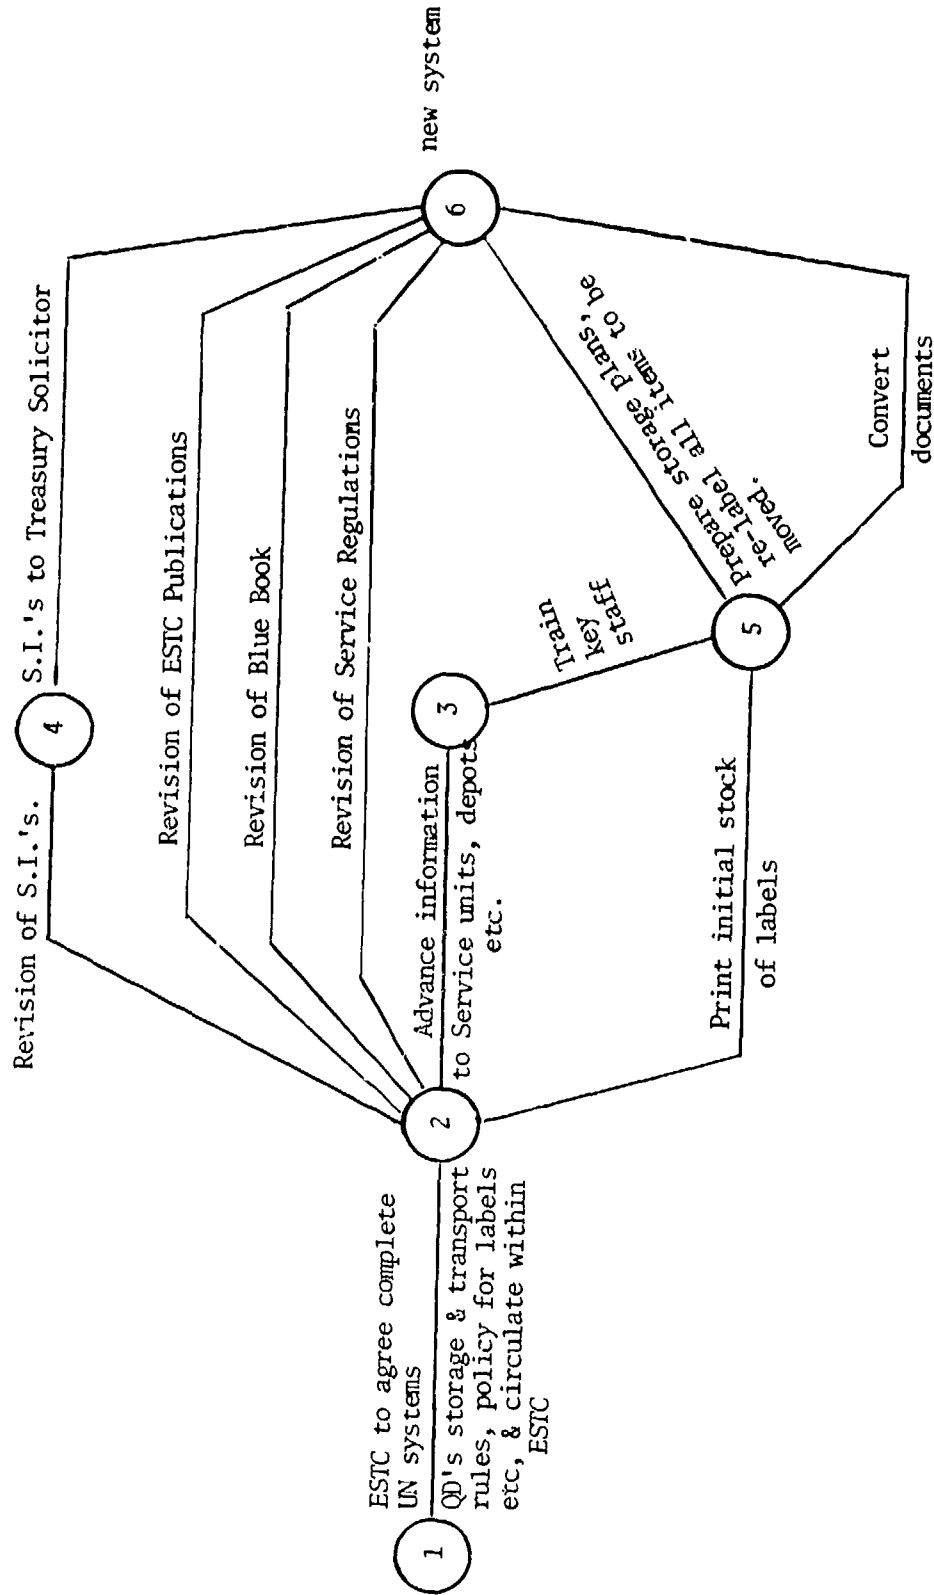 Revision of S.I.'s.
4
S.I.'s to Treasury Solicitor
Revision of ESTC Publications
Revision of Blue Book
Revision of Service Regulations
ESTC to agree complete
UN systems
QD's storage & transport
rules, policy for labels
etc, & circulate within
ESTC
1
2
Advance information
to Service units, depots
etc.
3
Train
key
staff
Print initial stock
of labels
5
Prepare storage plans,
re-label all items to be
moved.
Convert
documents
6
new system